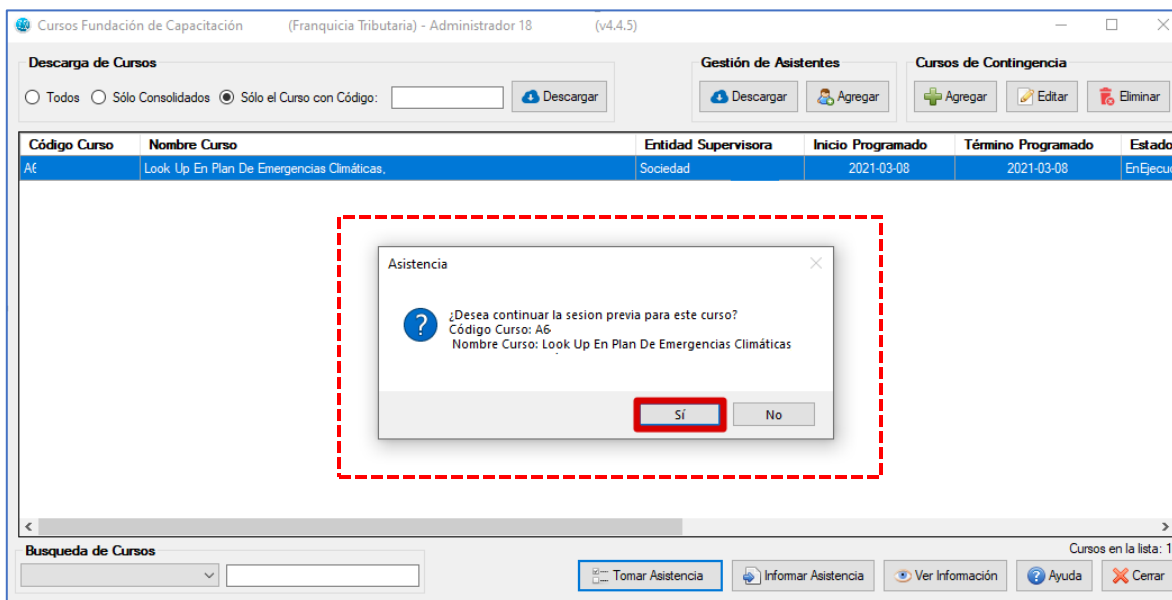 Cursos Fundación de Capacitación (Franquicia Tributaria) - Administrador 18 (v4.4.5)
Descarga de Cursos
Gestión de Asistentes
Cursos de Contingencia
Todos Sólo Consolidados Sólo el Curso con Código: Descargar
Descargar Agregar
Agregar Editar Eliminar
Código Curso Nombre Curso Entidad Supervisora Inicio Programado Término Programado Estado
A6 Look Up En Plan De Emergencias Climáticas, Sociedad 2021-03-08 2021-03-08 EnEjecuc
Asistencia
¿Desea continuar la sesion previa para este curso?
Código Curso: A6
Nombre Curso: Look Up En Plan De Emergencias Climáticas
Sí No
Cursos en la lista: 1
Busqueda de Cursos
Tomar Asistencia Informar Asistencia Ver Información Ayuda Cerrar